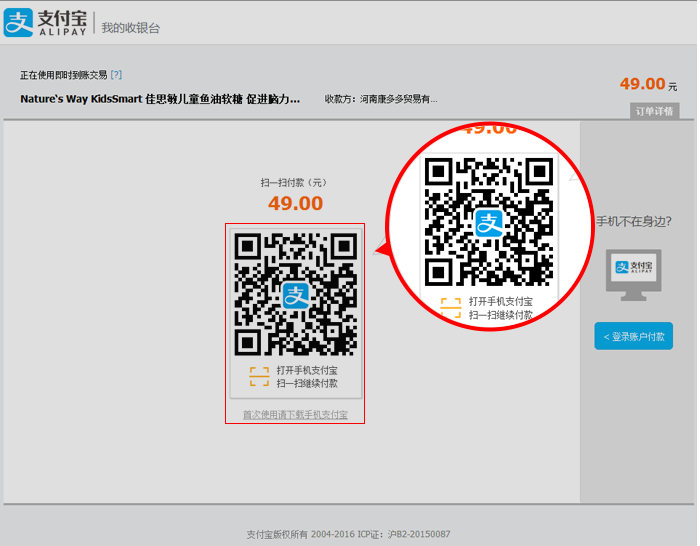 支付宝
ALIPAY
我的收银台
正在使用即时到账交易 [?]
Nature's Way KidsSmart 佳思敏儿童鱼油软糖 促进脑力...
收款方：河南康多多贸易有...
49.00 元
订单详情
扫一扫付款（元）
49.00
打开手机支付宝
扫一扫继续付款
首次使用请下载手机支付宝
49.00
打开手机支付宝
扫一扫继续付款
手机不在身边?
支付宝
ALIPAY
< 登录账户付款
支付宝版权所有 2004-2016 ICP证：沪B2-20150087